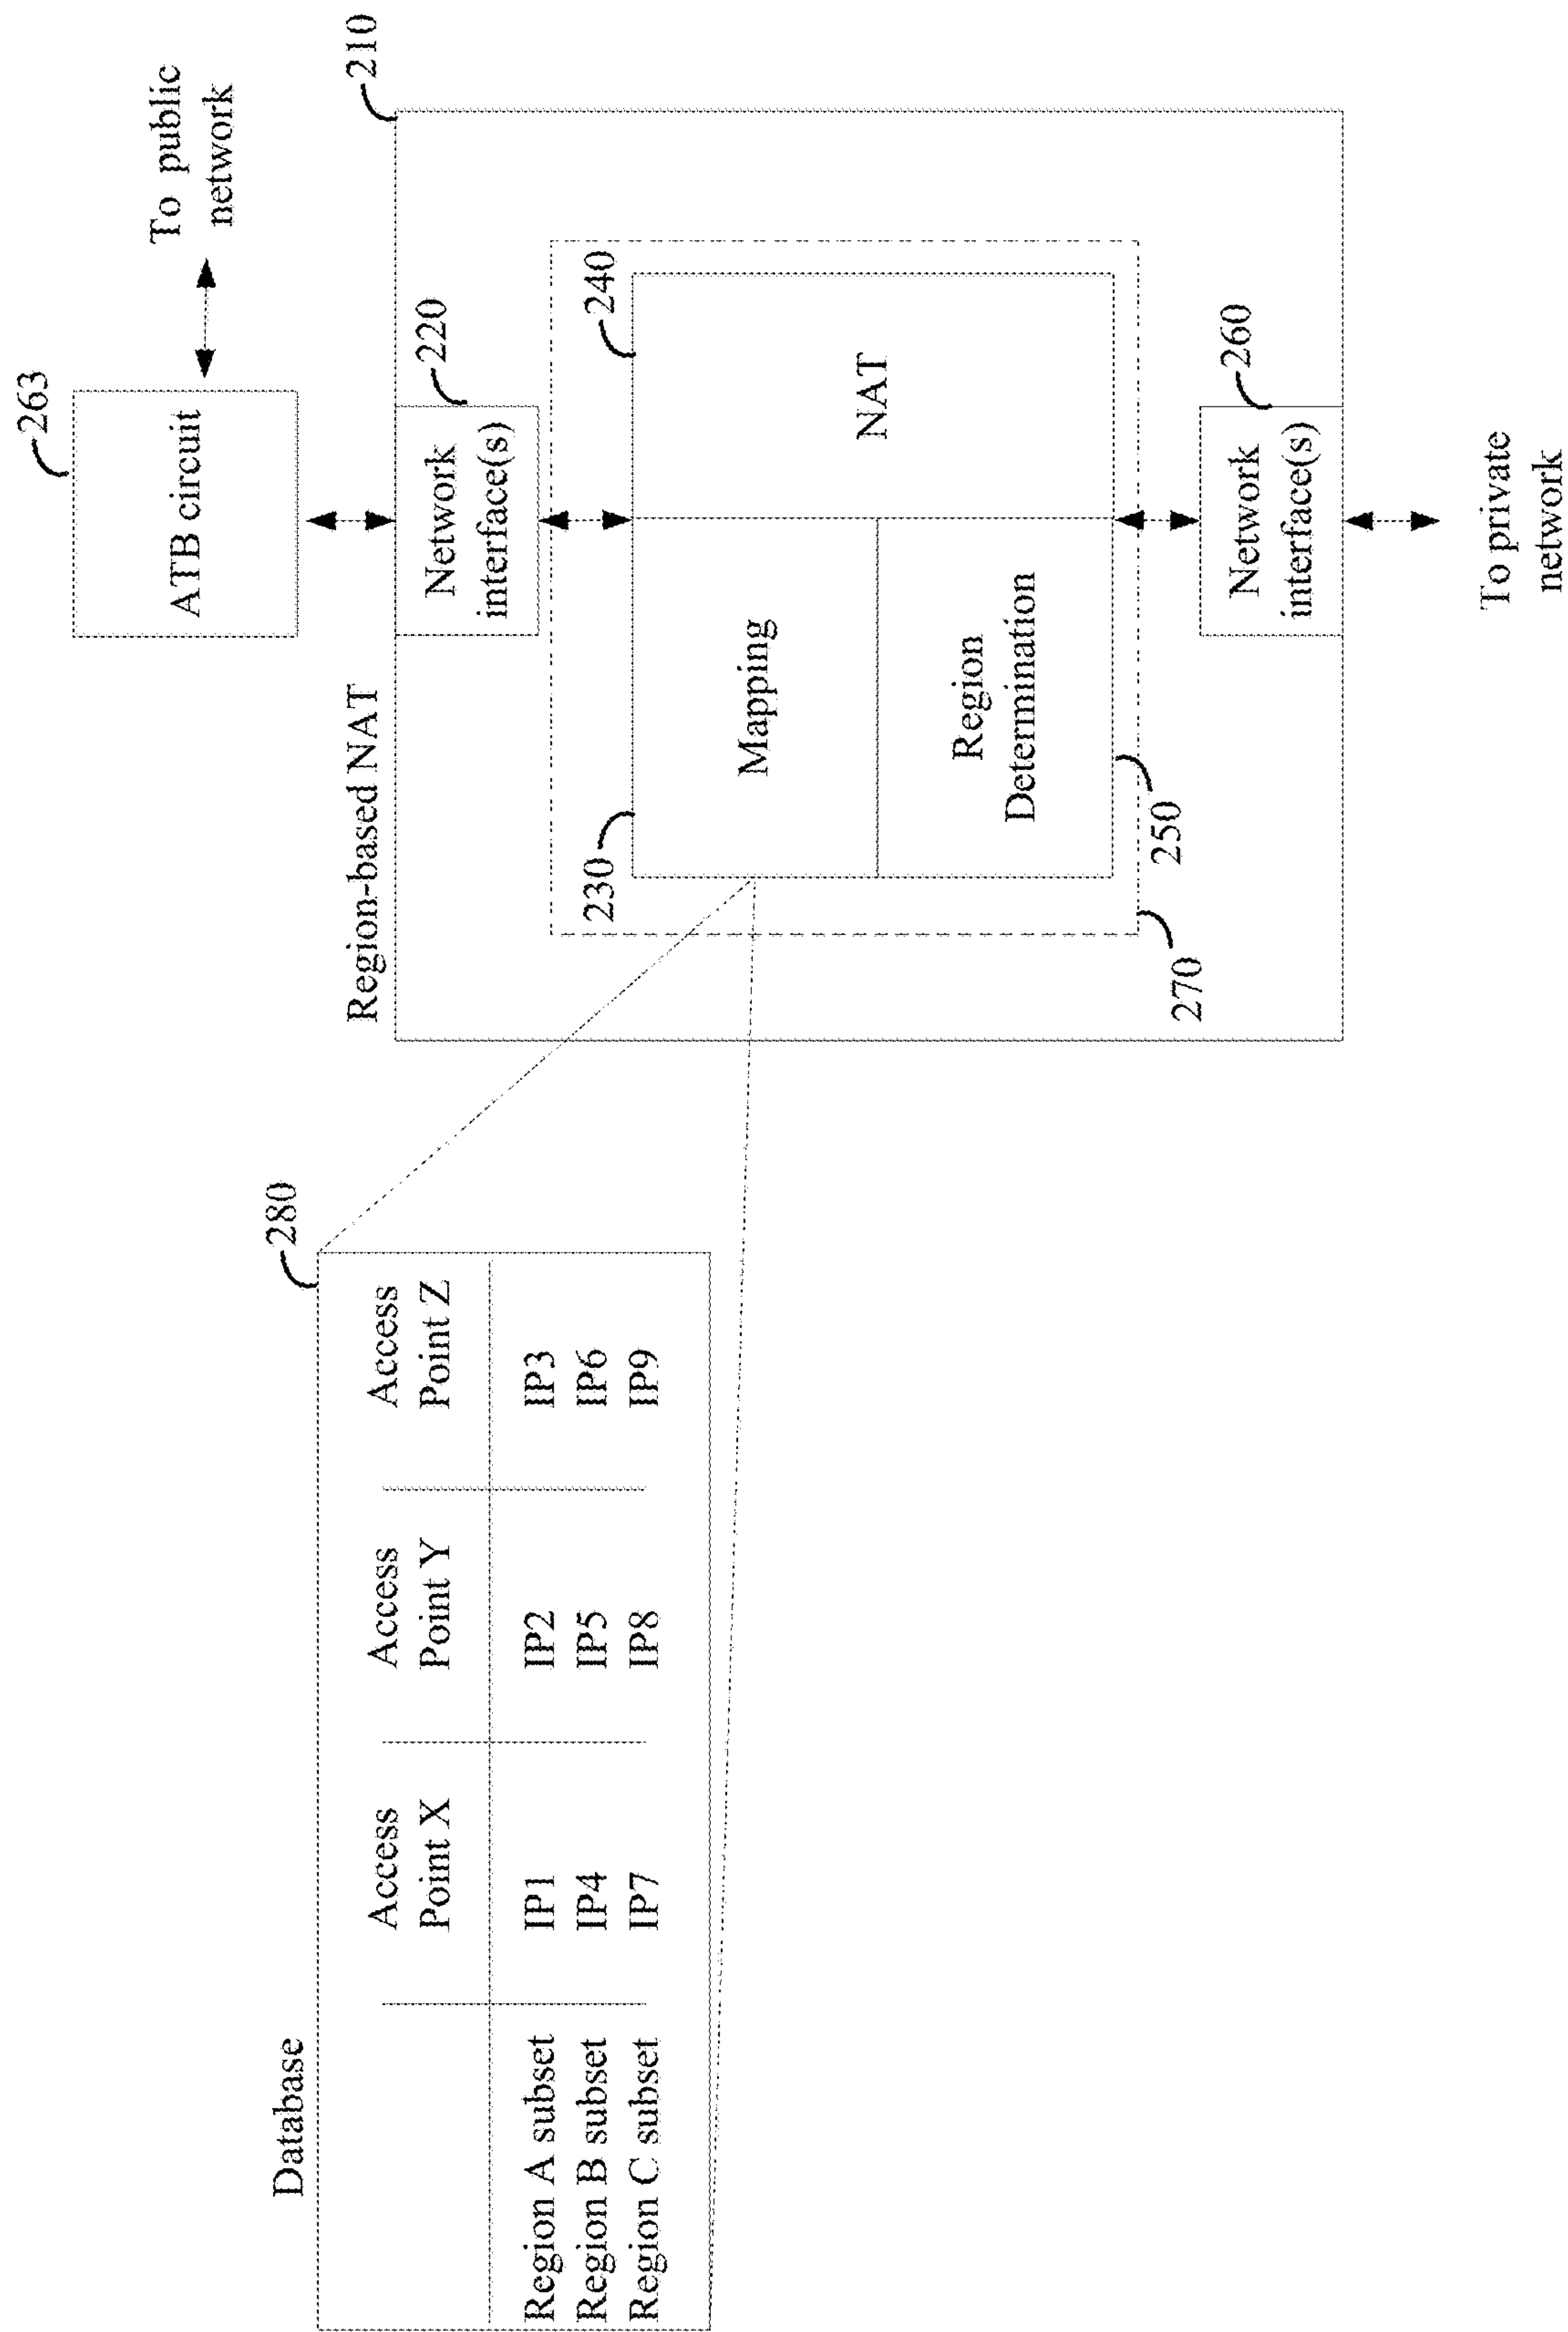 Database
280
Access
Point X
Access
Point Y
Access
Point Z
Region A subset
IP1
IP2
IP3
Region B subset
IP4
IP5
IP6
Region C subset
IP7
IP8
IP9
263
ATB circuit
To public
network
Region-based NAT
210
220
Network
interface(s)
230
240
Mapping
NAT
Region
Determination
250
270
260
Network
interface(s)
To private
network